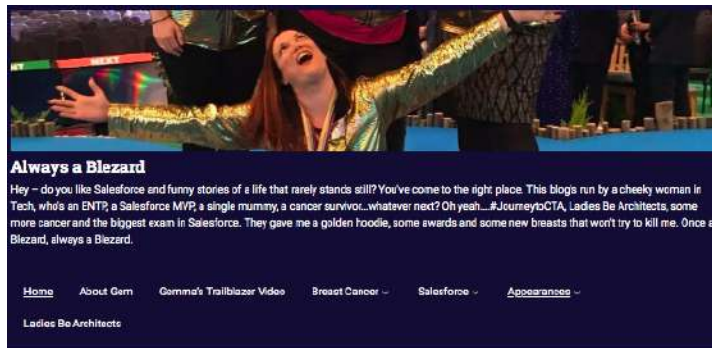 NEXT
Always a Blezard
Hey – do you like Salesforce and funny stories of a life that rarely stands still? You've come to the right place. This blog's run by a cheeky woman in
Tech, who's an ENTP, a Salesforce MVP, a single mummy, a cancer survivor...whatever next? Oh yeah....#JourneytoCTA, Ladies Be Architects, some
more cancer and the biggest exam in Salesforce. They gave me a golden hoodie, some awards and some new breasts that won't try to kill me. Once a
Blezard, always a Blezard.
Home About Gem Gemma's Trailblazer Video Breast Cancer Salesforce Appearances
Ladies Be Architects